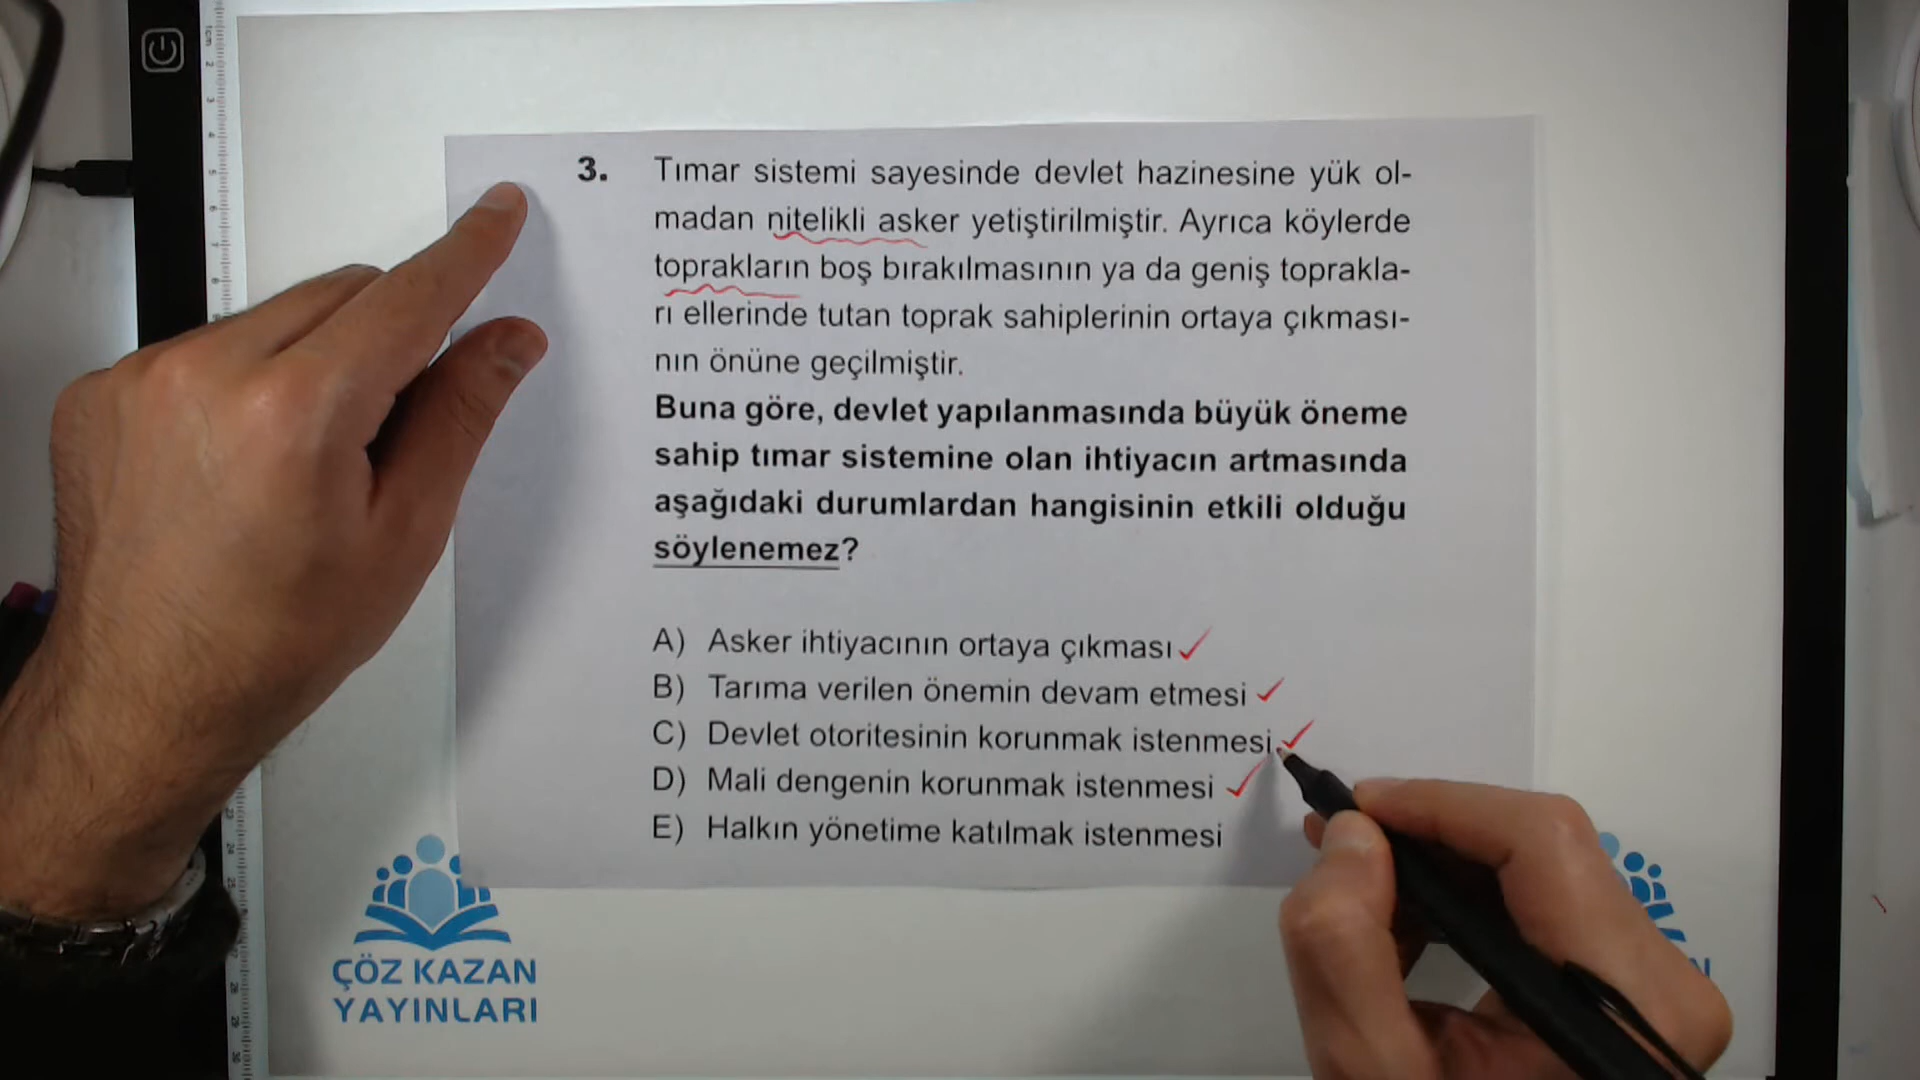 3. Tımar sistemi sayesinde devlet hazinesine yük ol-
madan nitelikli asker yetiştirilmiştir. Ayrıca köylerde
toprakların boş bırakılmasının ya da geniş toprakla-
rı ellerinde tutan toprak sahiplerinin ortaya çıkması-
nın önüne geçilmiştir.
Buna göre, devlet yapılanmasında büyük öneme
sahip tımar sistemine olan ihtiyacın artmasında
aşağıdaki durumlardan hangisinin etkili olduğu
söylenemez?
A) Asker ihtiyacının ortaya çıkması
B) Tarıma verilen önemin devam etmesi
C) Devlet otoritesinin korunmak istenmesi
D) Mali dengenin korunmak istenmesi
E) Halkın yönetime katılmak istenmesi
ÇÖZ KAZAN
YAYINLARI